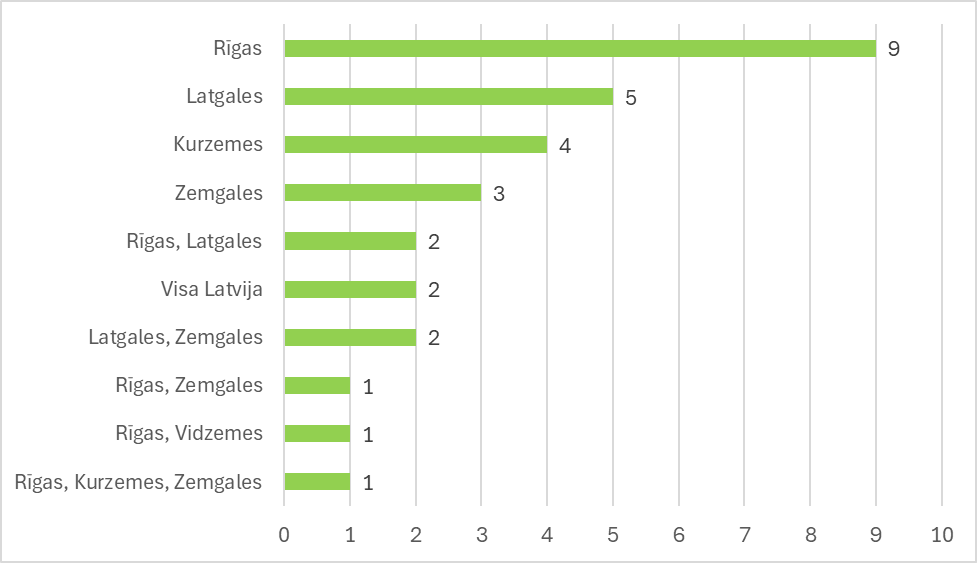 Rīgas 9
Latgales 5
Kurzemes 4
Zemgales 3
Rīgas, Latgales 2
Visa Latvija 2
Latgales, Zemgales 2
Rīgas, Zemgales 1
Rīgas, Vidzemes 1
Rīgas, Kurzemes, Zemgales 1
0 1 2 3 4 5 6 7 8 9 10